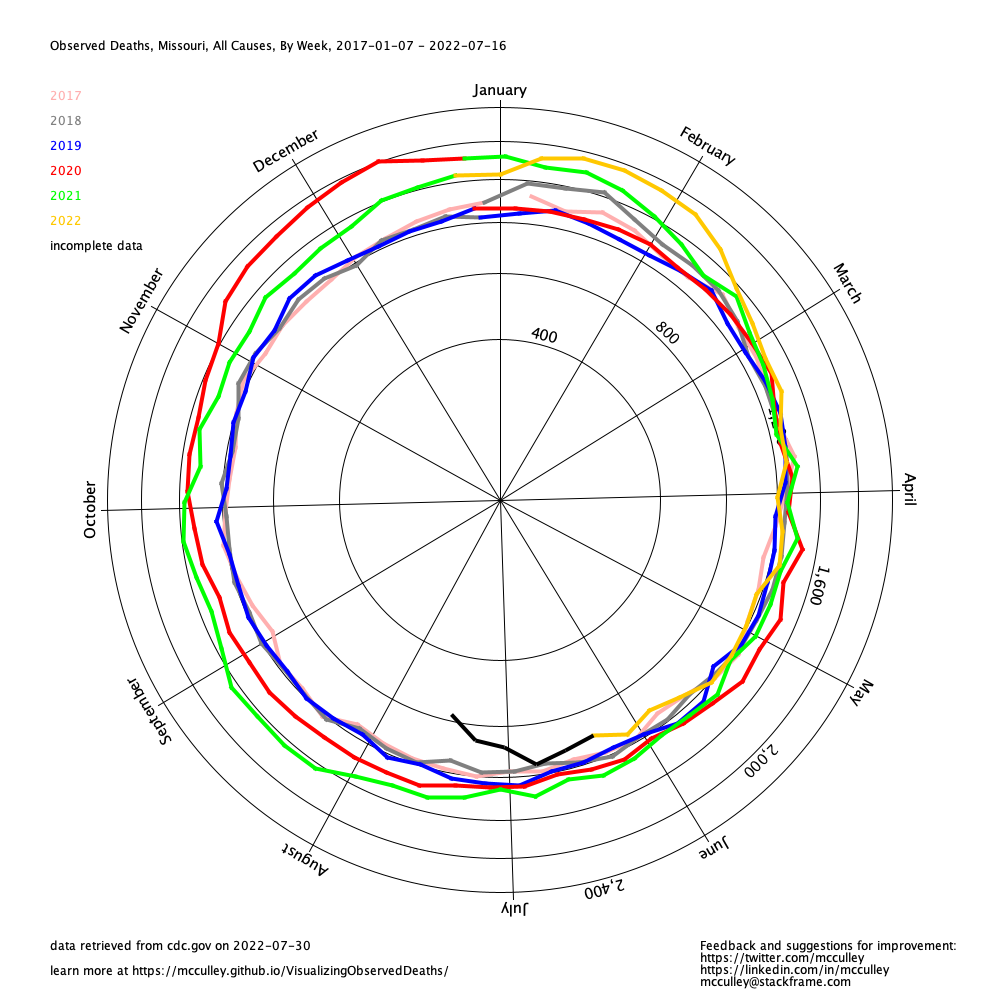 Observed Deaths, Missouri, All Causes, By Week, 2017-01-07 - 2022-07-16
2017
2018
2019
2020
2021
2022
incomplete data
January
February
March
April
May
June
July
August
September
October
November
December
400
800
1,600
2,000
2,400
data retrieved from cdc.gov on 2022-07-30
learn more at https://mcculley.github.io/VisualizingObservedDeaths/
Feedback and suggestions for improvement:
https://twitter.com/mcculley
https://linkedin.com/in/mcculley
mcculley@stackframe.com